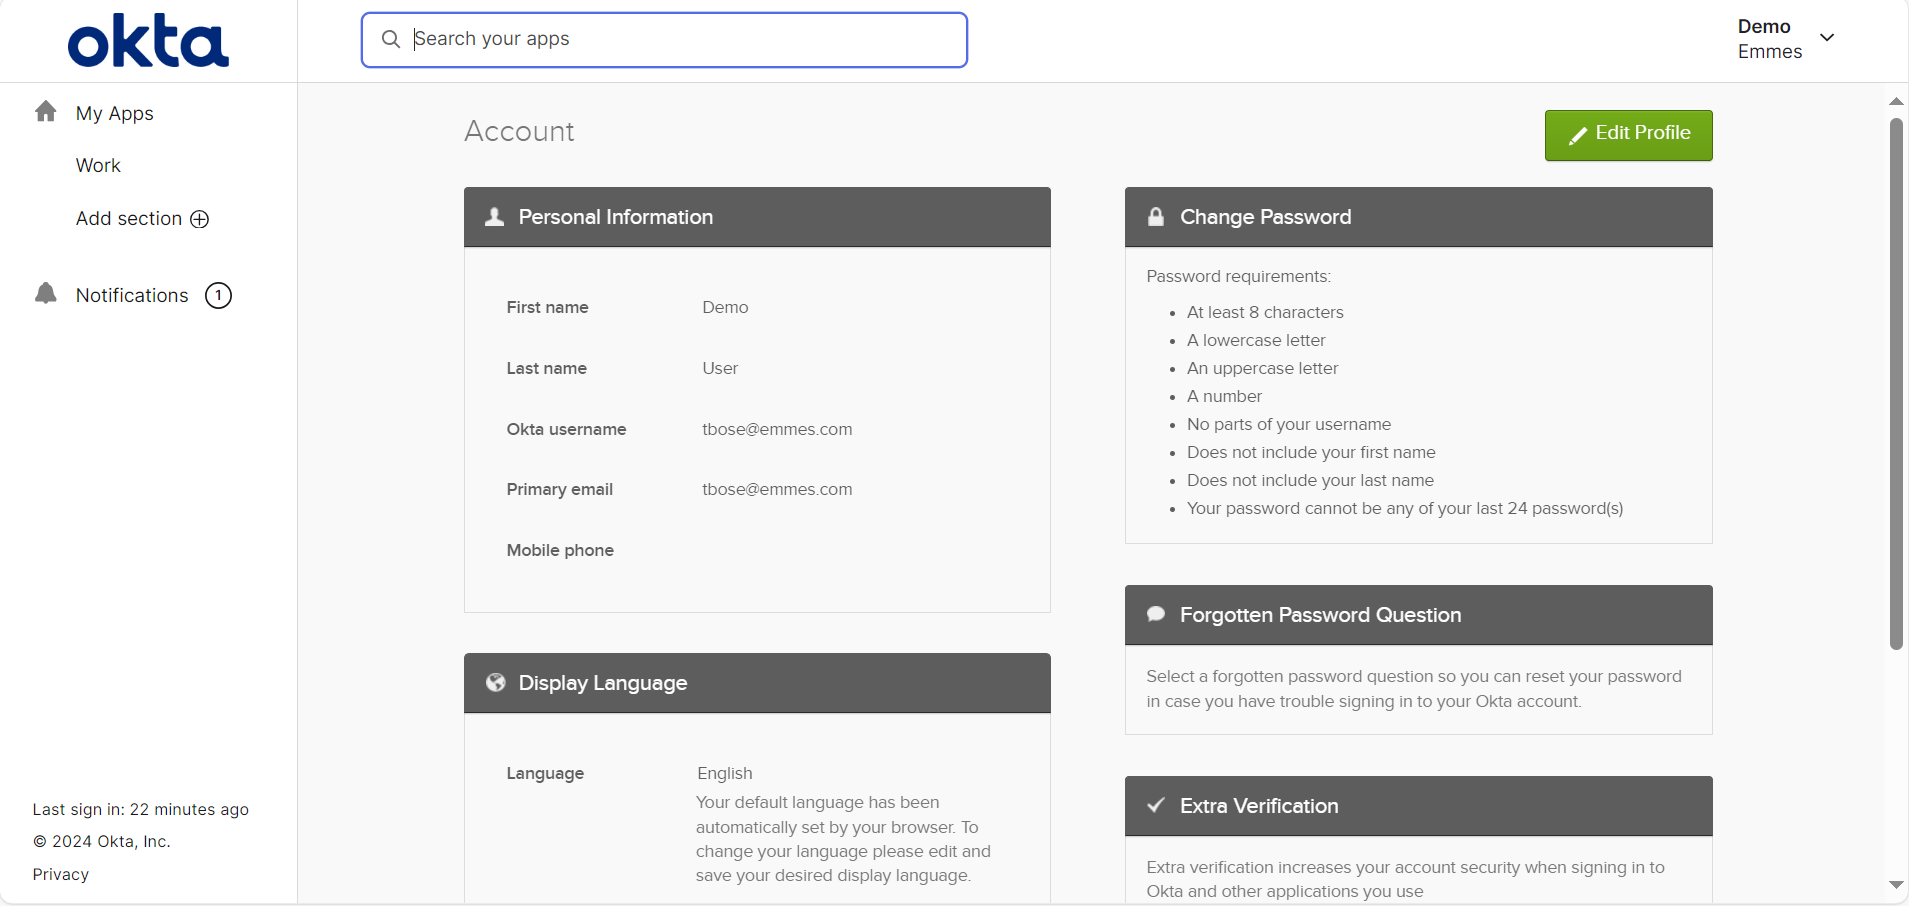 okta
Search your apps
Demo
Emmes
My Apps
Work
Add section
Notifications 1
Last sign in: 22 minutes ago
© 2024 Okta, Inc.
Privacy
Account
Edit Profile
Personal Information
First name Demo
Last name User
Okta username tbose@emmes.com
Primary email tbose@emmes.com
Mobile phone
Display Language
Language English
Your default language has been
automatically set by your browser. To
change your language please edit and
save your desired display language.
Change Password
Password requirements:
• At least 8 characters
• A lowercase letter
• An uppercase letter
• A number
• No parts of your username
• Does not include your first name
• Does not include your last name
• Your password cannot be any of your last 24 password(s)
Forgotten Password Question
Select a forgotten password question so you can reset your password
in case you have trouble signing in to your Okta account.
Extra Verification
Extra verification increases your account security when signing in to
Okta and other applications you use